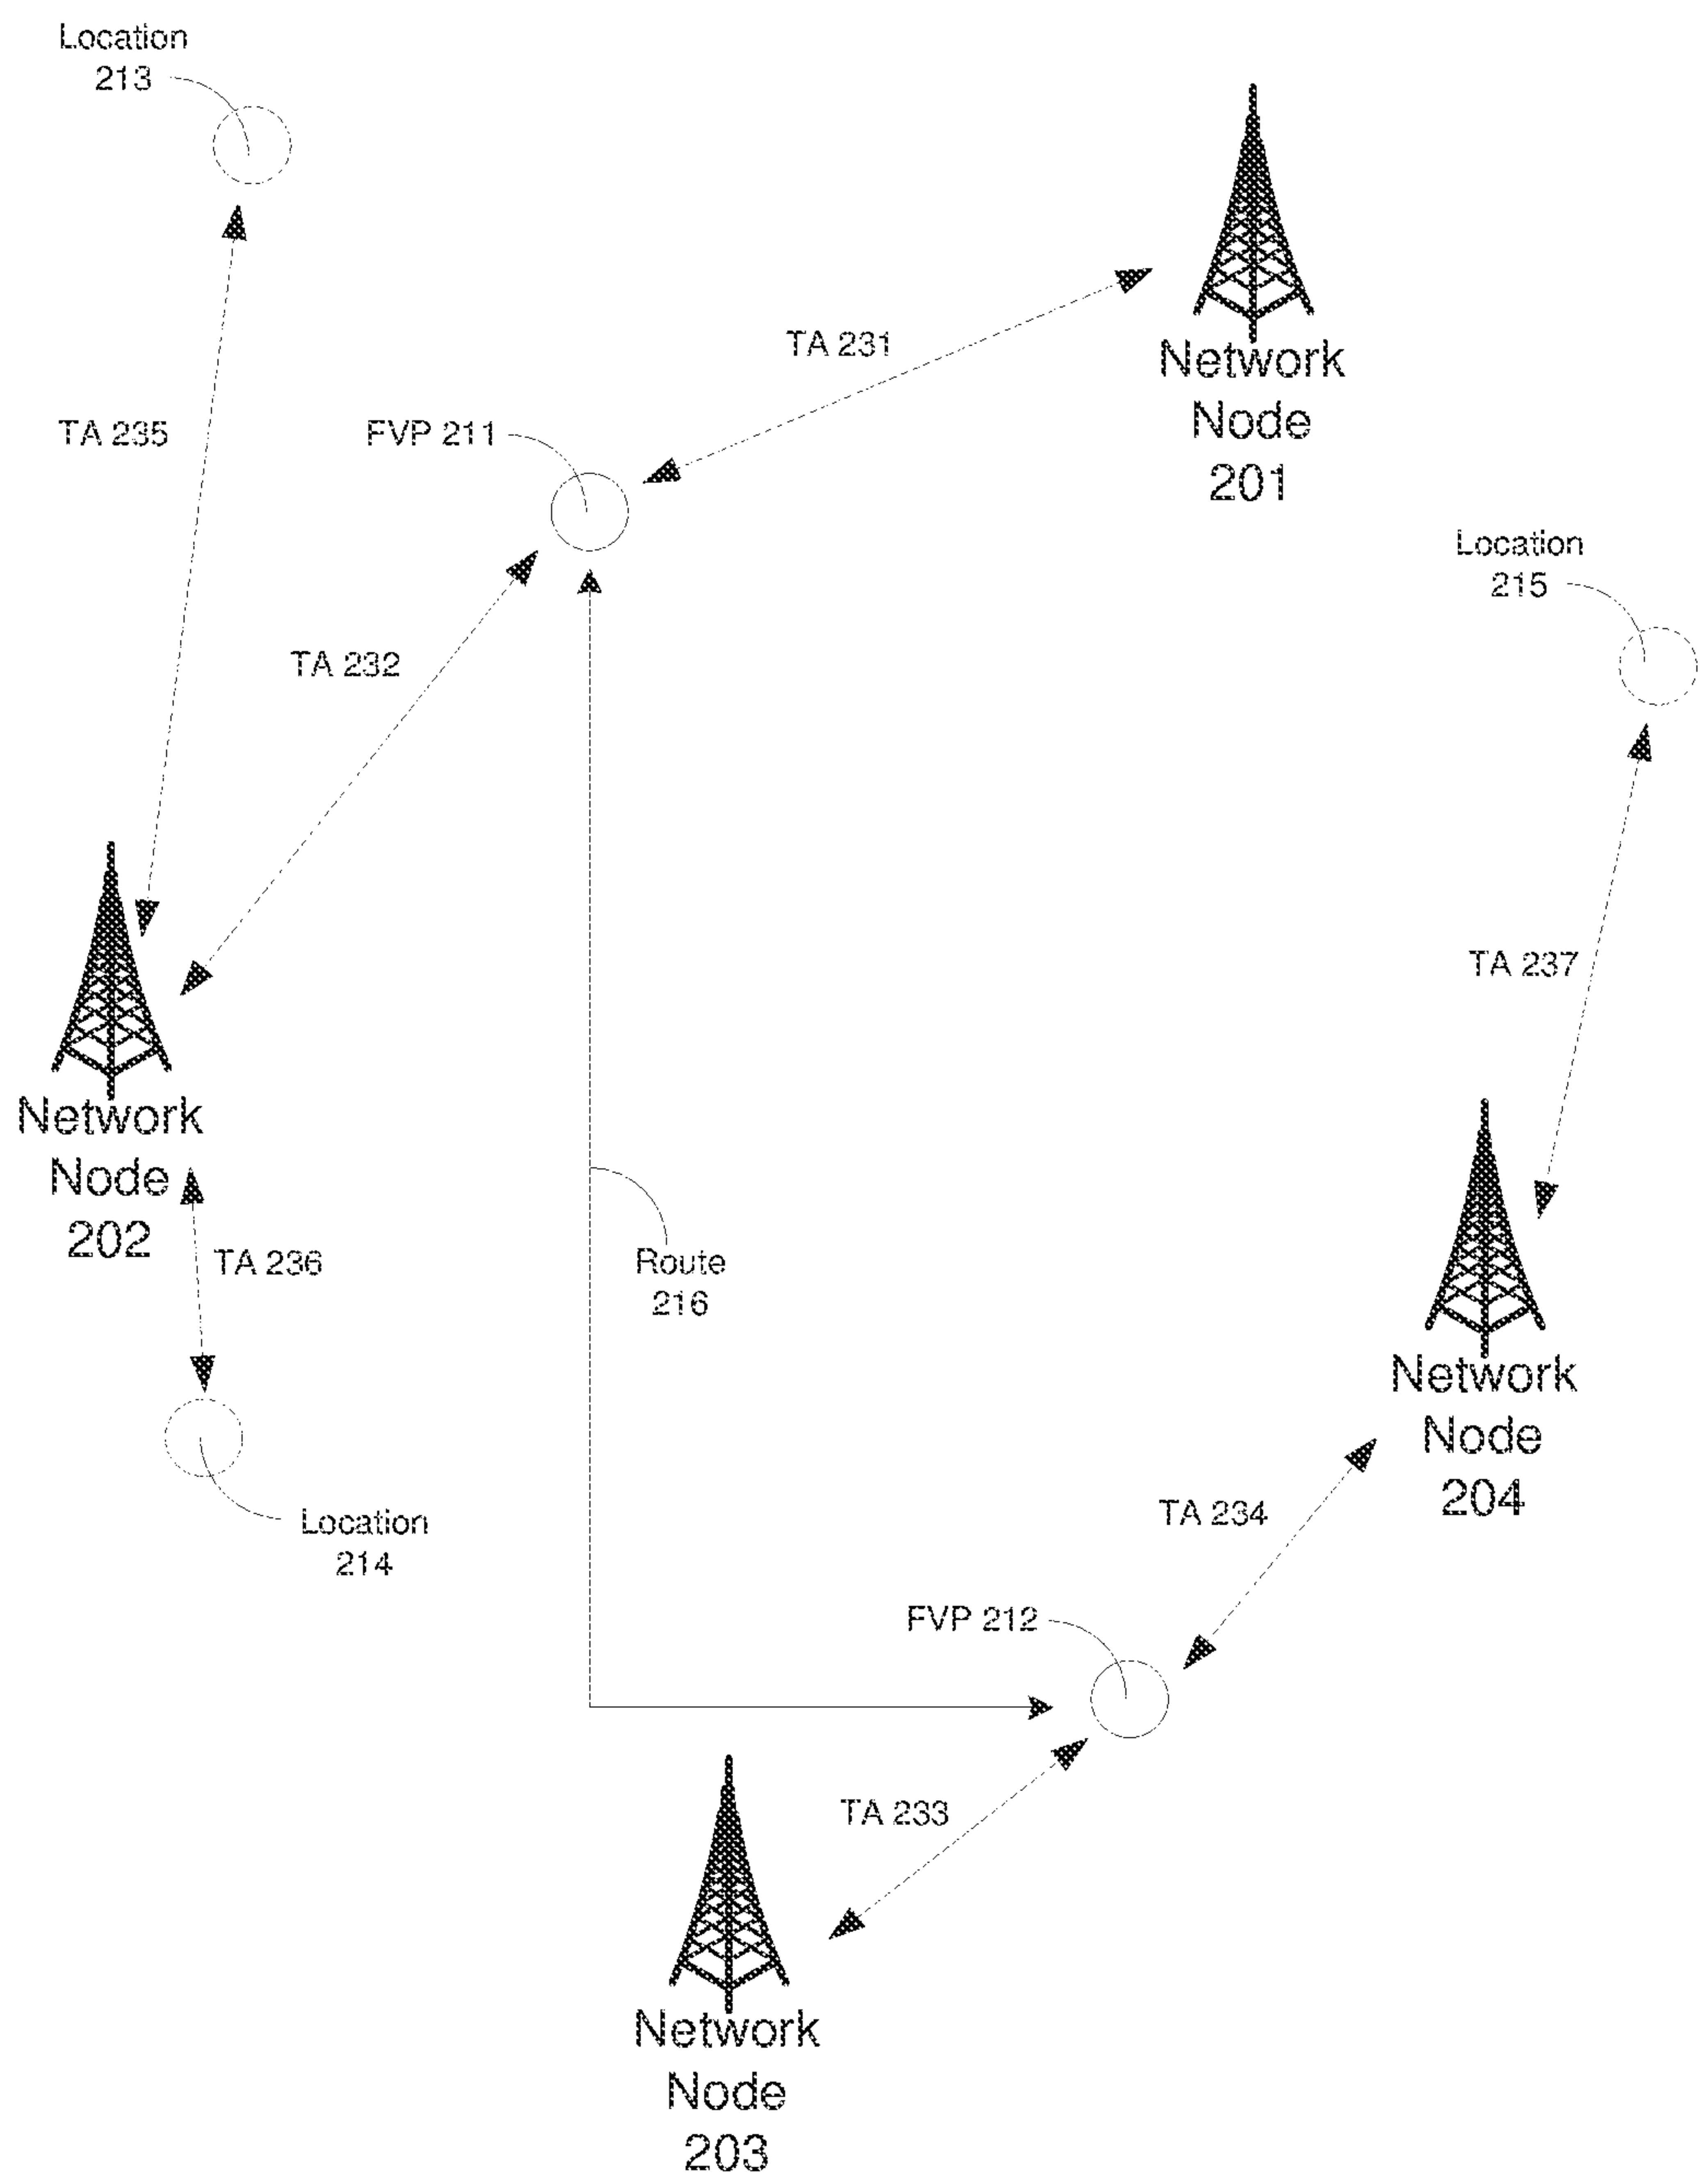 Location
213
TA 231
Network
Node
201
TA 235
FVP 211
Location
215
TA 232
TA 237
Network
Node
202
TA 236
Route
216
Network
Node
204
TA 234
Location
214
FVP 212
TA 233
Network
Node
203